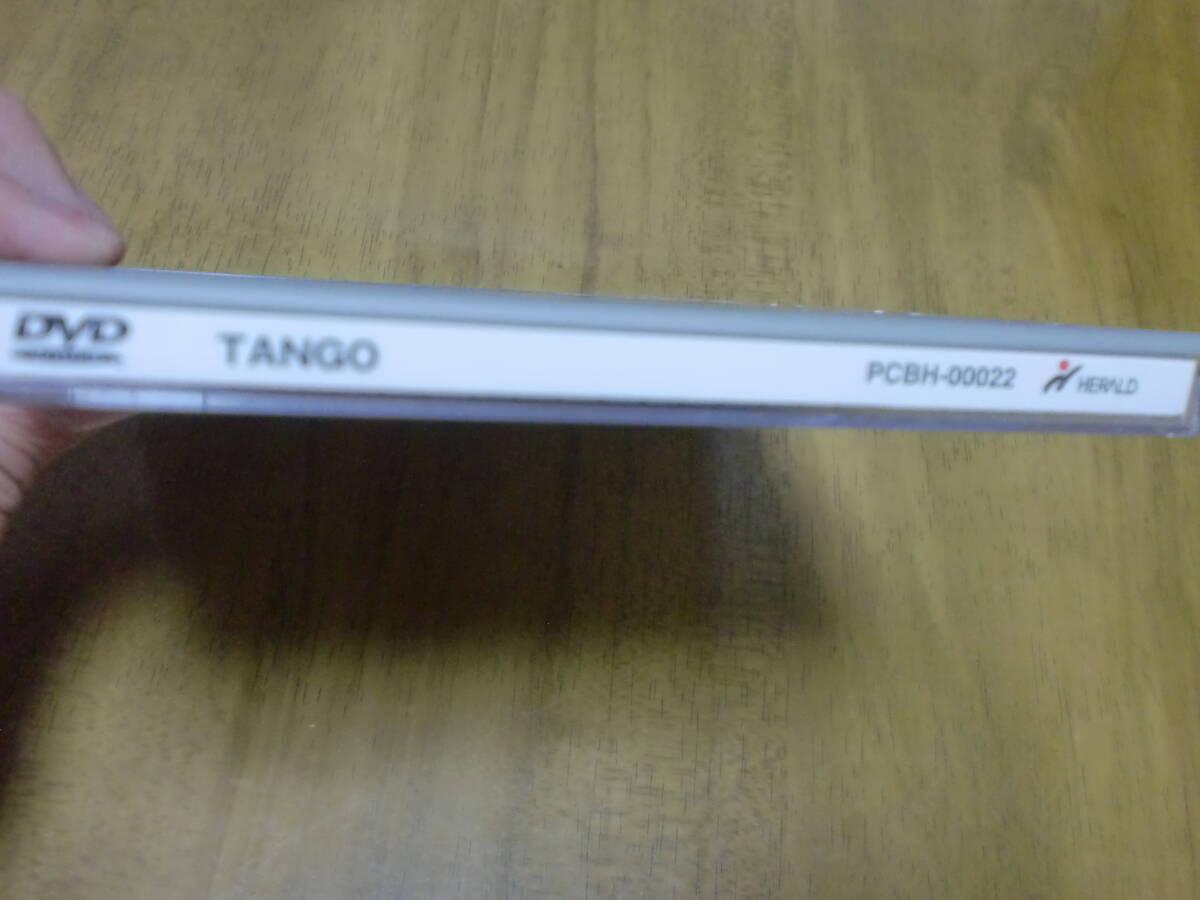 DVD TANGO PCBH-00022 HERALD